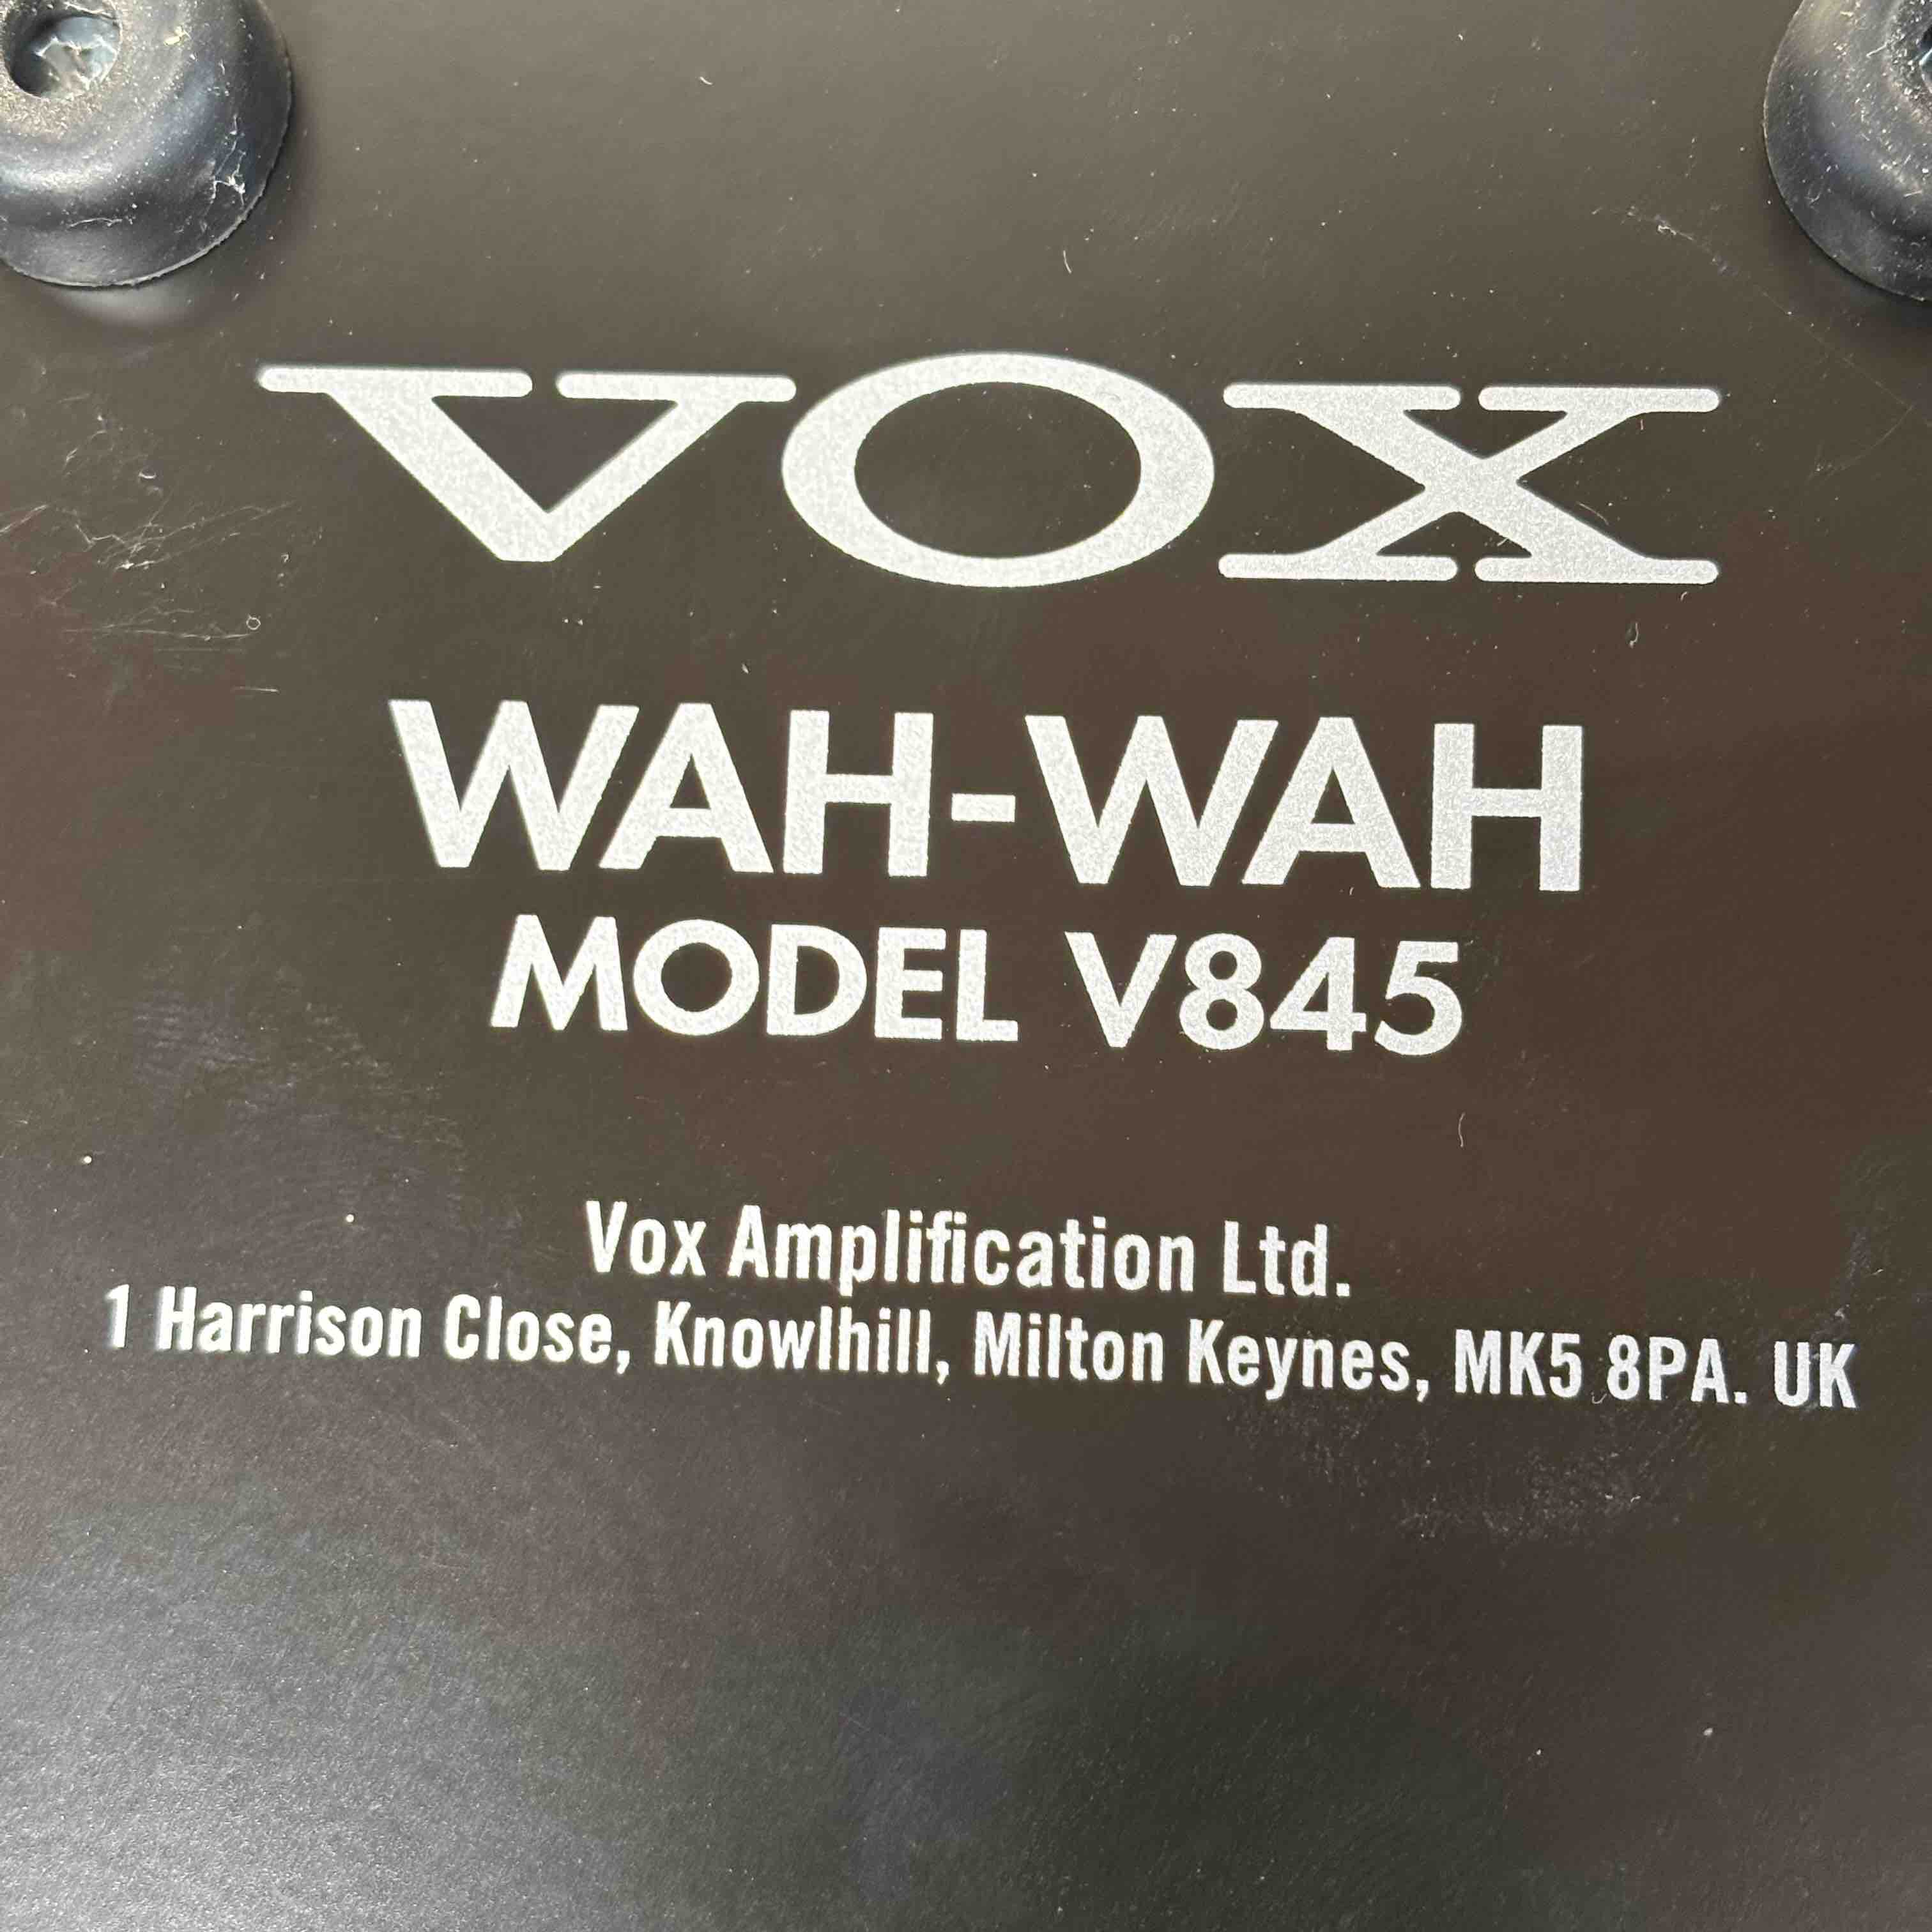 VOX
WAH-WAH
MODEL V845
Vox Amplification Ltd.
1 Harrison Close, Knowlhill, Milton Keynes, MK5 8PA. UK